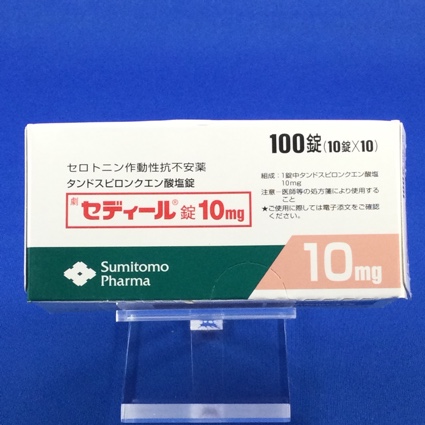 100錠(10錠×10)
セロトニン作動性抗不安薬
タンドスピロンクエン酸塩錠
劇 セディール®錠10mg
組成：1錠中タンドスピロンクエン酸塩
10mg
注意－医師等の処方箋により使用する
こと
★ご使用に際しては電子添文をご確認
ください。
10mg
Sumitomo
Pharma